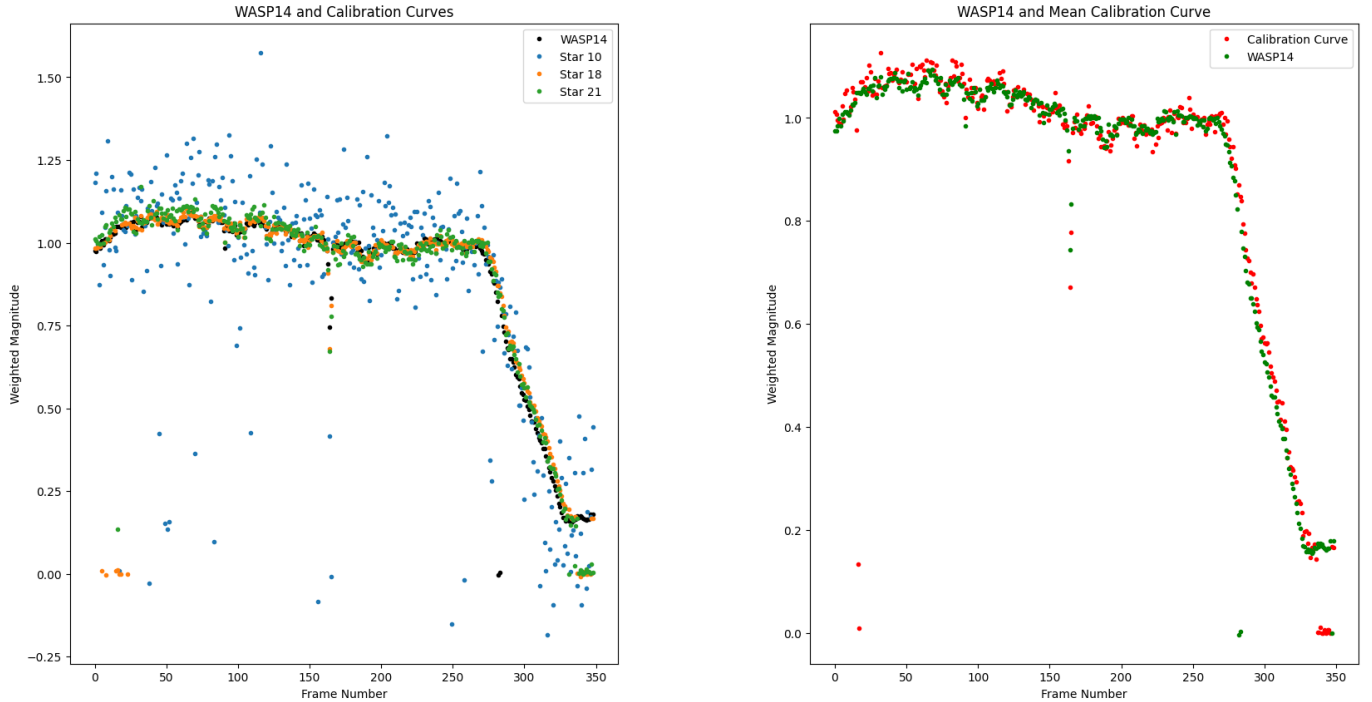 WASP14 and Calibration Curves
WASP14
Star 10
Star 18
Star 21
Weighted Magnitude
1.50
1.25
1.00
0.75
0.50
0.25
0.00
−0.25
0
50
100
150
200
250
300
350
Frame Number
WASP14 and Mean Calibration Curve
Calibration Curve
WASP14
Weighted Magnitude
1.0
0.8
0.6
0.4
0.2
0.0
0
50
100
150
200
250
300
350
Frame Number